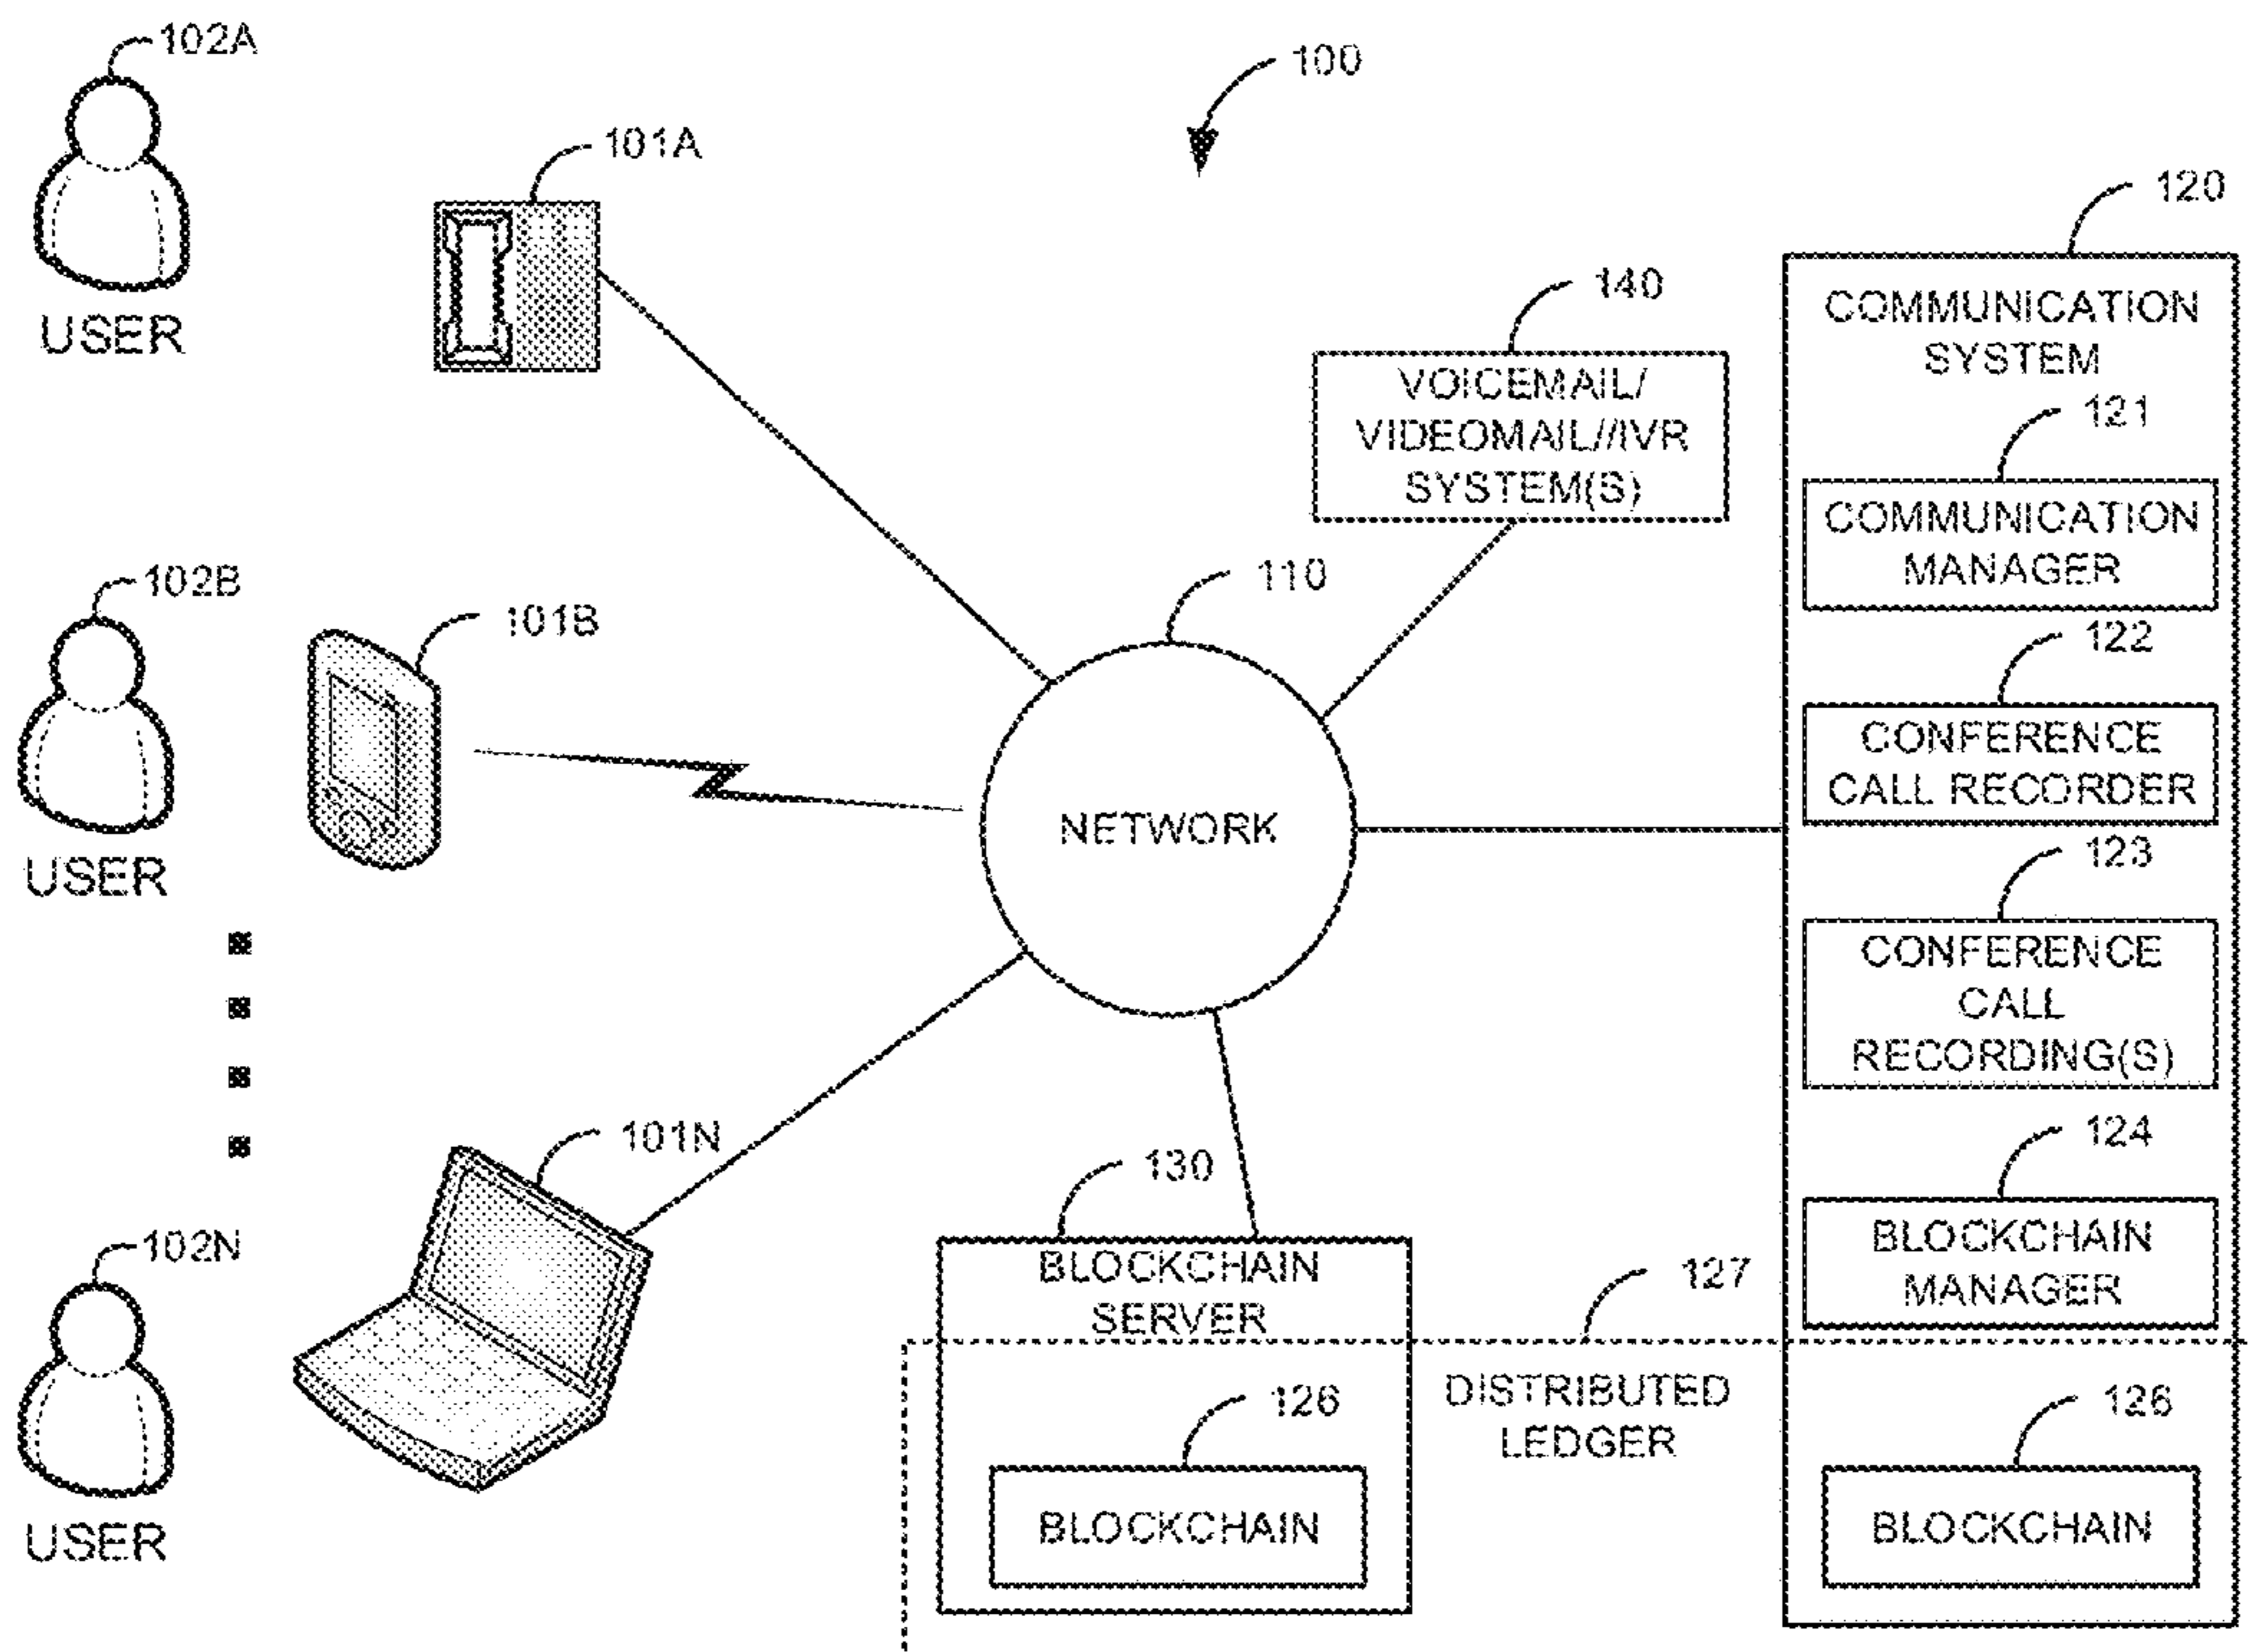 102A
USER
101A
100
120
COMMUNICATION
SYSTEM
140
VOICEMAIL/
VIDEOMAIL//IVR
SYSTEM(S)
121
COMMUNICATION
MANAGER
102B
USER
101B
110
NETWORK
122
CONFERENCE
CALL RECORDER
123
CONFERENCE
CALL
RECORDING(S)
102N
USER
101N
130
BLOCKCHAIN
SERVER
124
BLOCKCHAIN
MANAGER
127
DISTRIBUTED
LEDGER
126
BLOCKCHAIN
126
BLOCKCHAIN